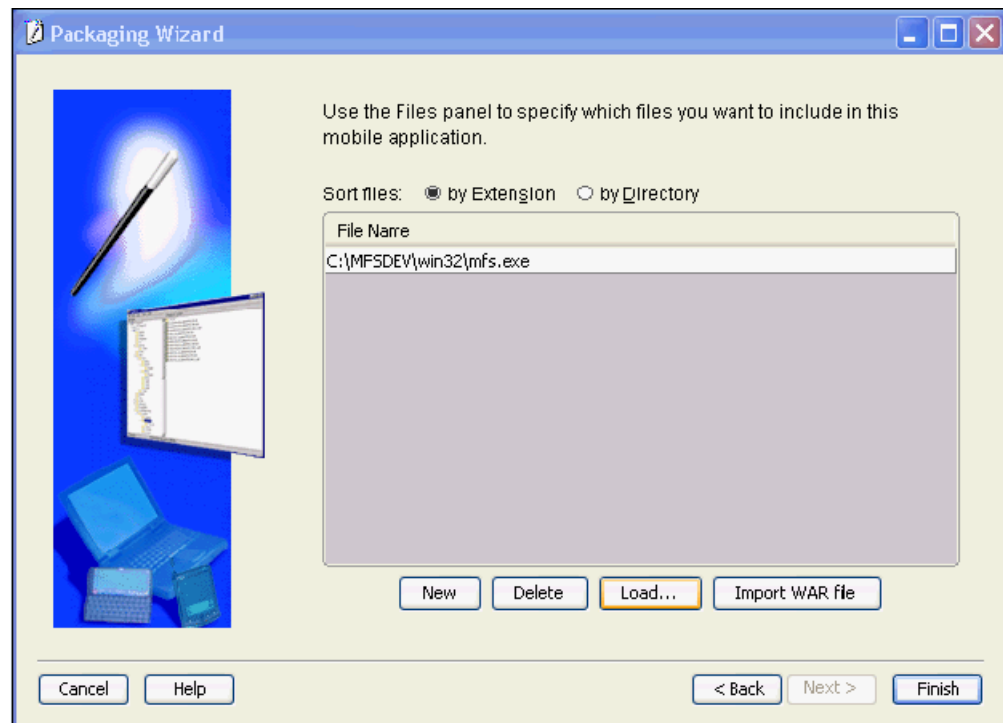 Packaging Wizard
Use the Files panel to specify which files you want to include in this
mobile application.
Sort files: by Extension by Directory
File Name
C:\MFSDEV\win32\mfs.exe
New Delete Load... Import WAR file
Cancel Help < Back Next > Finish